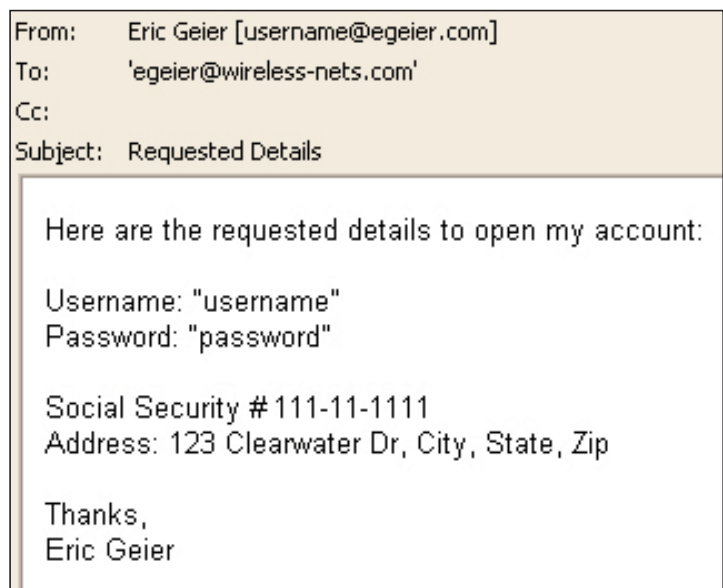 From: Eric Geier [username@egeier.com]
To: 'egeier@wireless-nets.com'
Cc:
Subject: Requested Details
Here are the requested details to open my account:
Username: "username"
Password: "password"
Social Security # 111-11-1111
Address: 123 Clearwater Dr, City, State, Zip
Thanks,
Eric Geier